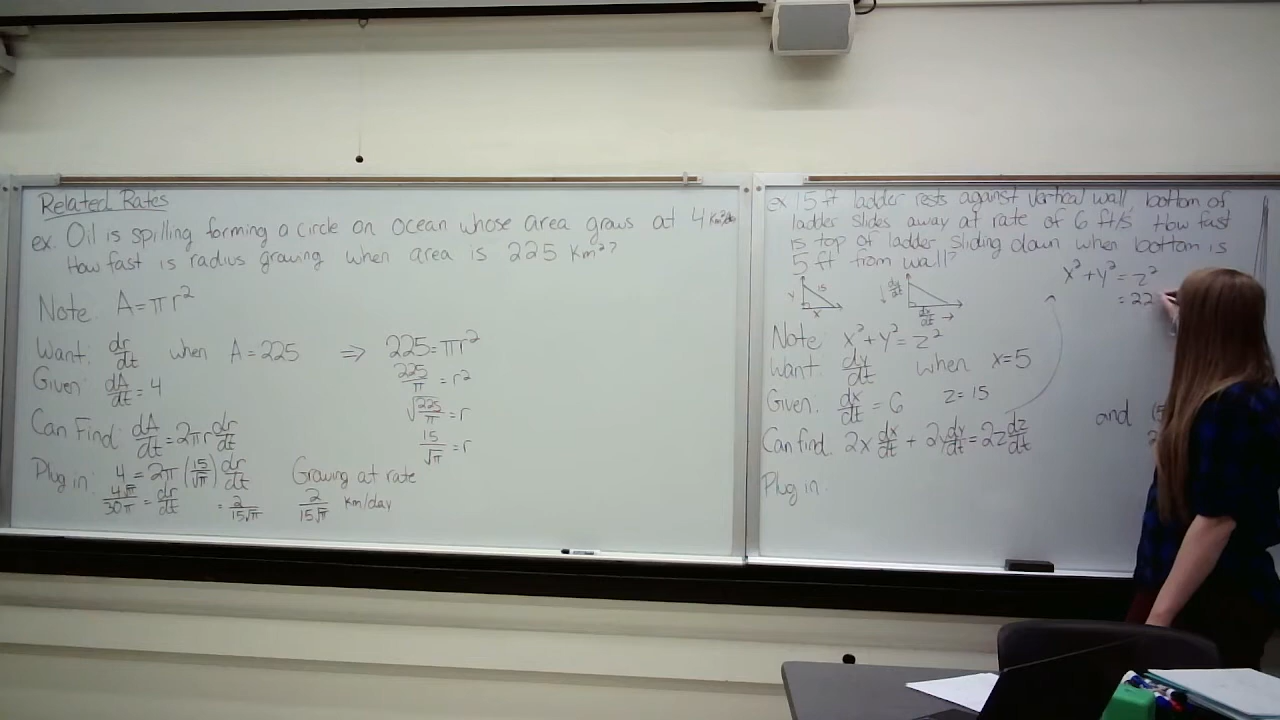 Related Rates
ex. Oil is spilling forming a circle on ocean whose area grows at 4
How fast is radius growing when area is 225 Km²?
Note: A = πr²
Want: dr/dt when A = 225 ⇒ 225 = πr²
225/π = r²
√(225/π) = r
15/√π = r
Given: dA/dt = 4
Can Find: dA/dt = 2πr dr/dt
Plug in: 4 = 2π (15/√π) dr/dt
4√π/30π = dr/dt = 2/15√π
Growing at rate
2/15√π km/day
ex 15 ft ladder rests against vertical wall, bottom of
ladder slides away at rate of 6 ft/s. How fast
is top of ladder sliding down when bottom is
5 ft from wall?
y 15 x
dy/dt dx/dt
x² + y² = z²
= 22
Note: x² + y² = z²
Want: dy/dt when x = 5
Given: dx/dt = 6 z = 15
and
Can find: 2x dx/dt + 2y dy/dt = 2z dz/dt
Plug in: